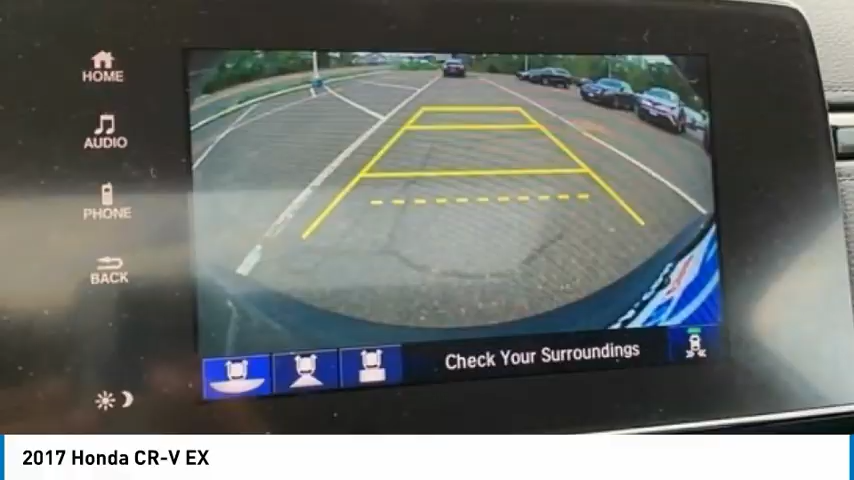 HOME
AUDIO
PHONE
BACK
Check Your Surroundings
2017 Honda CR-V EX